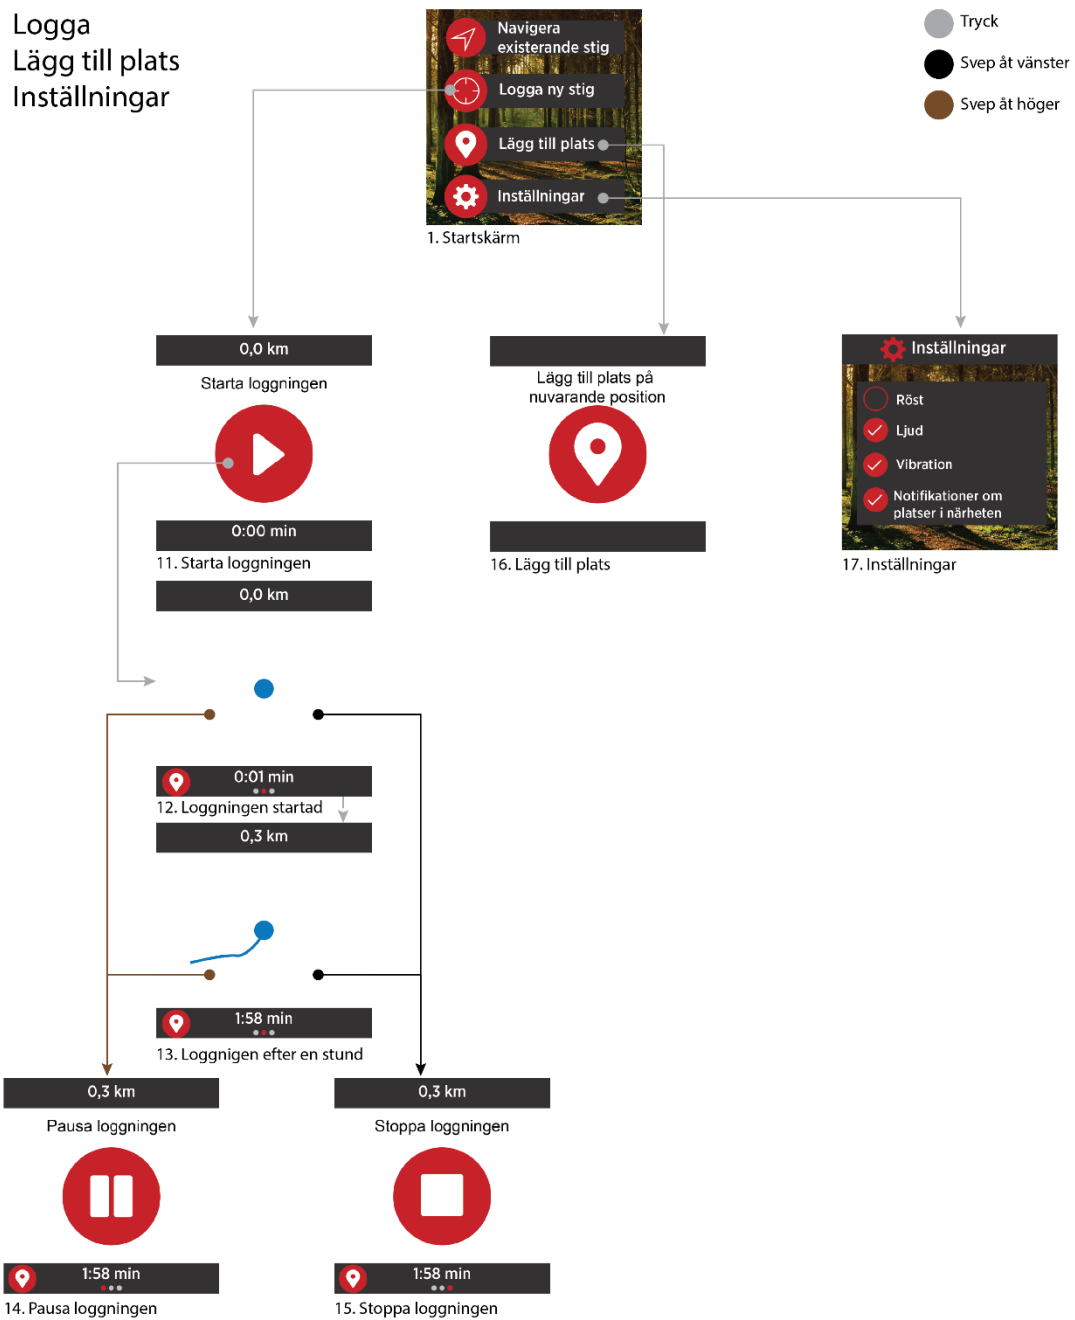 Logga
Lägg till plats
Inställningar
Tryck
Svep åt vänster
Svep åt höger
Navigera
existerande stig
Logga ny stig
Lägg till plats
Inställningar
1. Startskärm
0,0 km
Starta loggningen
0:00 min
11. Starta loggningen
Lägg till plats på
nuvarande position
16. Lägg till plats
Inställningar
Röst
Ljud
Vibration
Notifikationer om
platser i närheten
17. Inställningar
0,0 km
0:01 min
12. Loggningen startad
0,3 km
1:58 min
13. Loggnigen efter en stund
0,3 km
Pausa loggningen
1:58 min
14. Pausa loggningen
0,3 km
Stoppa loggningen
1:58 min
15. Stoppa loggningen